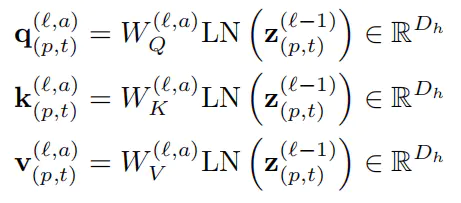 q_{(p,t)}^{(ℓ,a)} = W_Q^{(ℓ,a)} LN(z_{(p,t)}^{(ℓ−1)}) ∈ ℝ^{D_h}
k_{(p,t)}^{(ℓ,a)} = W_K^{(ℓ,a)} LN(z_{(p,t)}^{(ℓ−1)}) ∈ ℝ^{D_h}
v_{(p,t)}^{(ℓ,a)} = W_V^{(ℓ,a)} LN(z_{(p,t)}^{(ℓ−1)}) ∈ ℝ^{D_h}